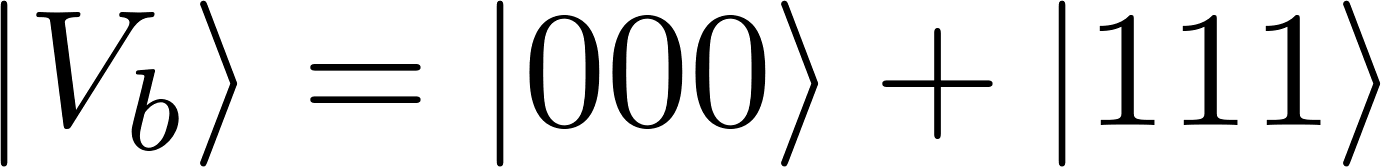 |V_b⟩ = |000⟩ + |111⟩